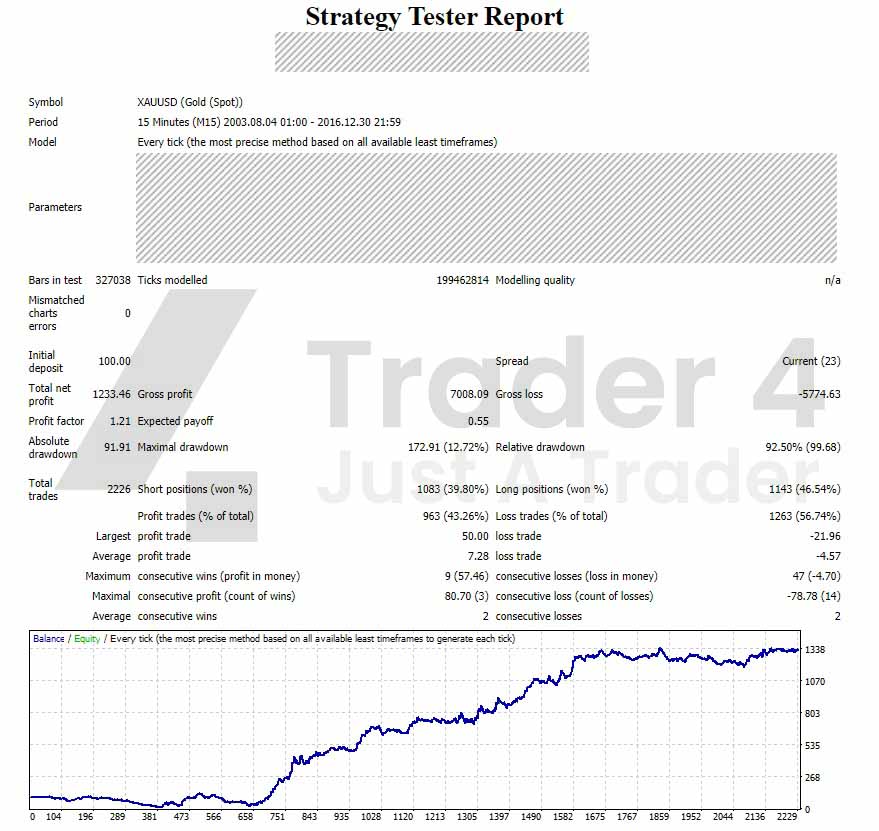 Strategy Tester Report
Symbol XAUUSD (Gold (Spot))
Period 15 Minutes (M15) 2003.08.04 01:00 - 2016.12.30 21:59
Model Every tick (the most precise method based on all available least timeframes)
Parameters
Bars in test 327038 Ticks modelled 199462814 Modelling quality n/a
Mismatched
charts 0
errors
Initial
deposit 100.00 Spread Current (23)
Total net
profit 1233.46 Gross profit 7008.09 Gross loss -5774.63
Profit factor 1.21 Expected payoff 0.55
Absolute
drawdown 91.91 Maximal drawdown 172.91 (12.72%) Relative drawdown 92.50% (99.68)
Total
trades 2226 Short positions (won %) 1083 (39.80%) Long positions (won %) 1143 (46.54%)
Profit trades (% of total) 963 (43.26%) Loss trades (% of total) 1263 (56.74%)
Largest profit trade 50.00 loss trade -21.96
Average profit trade 7.28 loss trade -4.57
Maximum consecutive wins (profit in money) 9 (57.46) consecutive losses (loss in money) 47 (-4.70)
Maximal consecutive profit (count of wins) 80.70 (3) consecutive loss (count of losses) -78.78 (14)
Average consecutive wins 2 consecutive losses 2
Trader 4
Just A Trader
Balance / Equity / Every tick (the most precise method based on all available least timeframes to generate each tick)
1338
1070
803
535
268
0
0 104 196 289 381 473 566 658 751 843 935 1028 1120 1213 1305 1397 1490 1582 1675 1767 1859 1952 2044 2136 2229